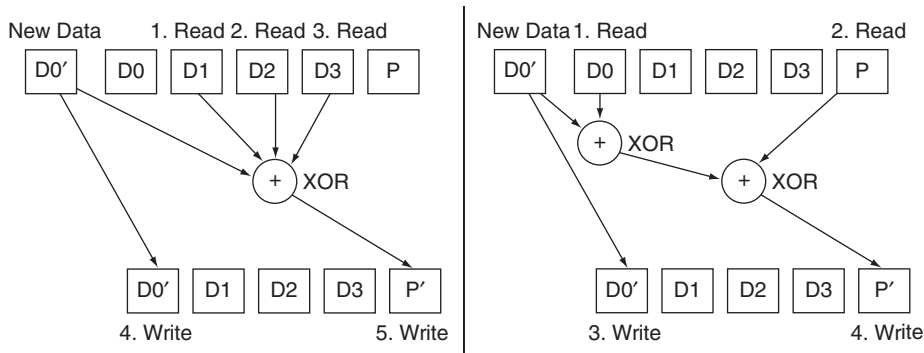 New Data 1. Read 2. Read 3. Read
D0′ D0 D1 D2 D3 P
+ XOR
D0′ D1 D2 D3 P′
4. Write 5. Write
New Data 1. Read 2. Read
D0′ D0 D1 D2 D3 P
+ XOR
+ XOR
D0′ D1 D2 D3 P′
3. Write 4. Write